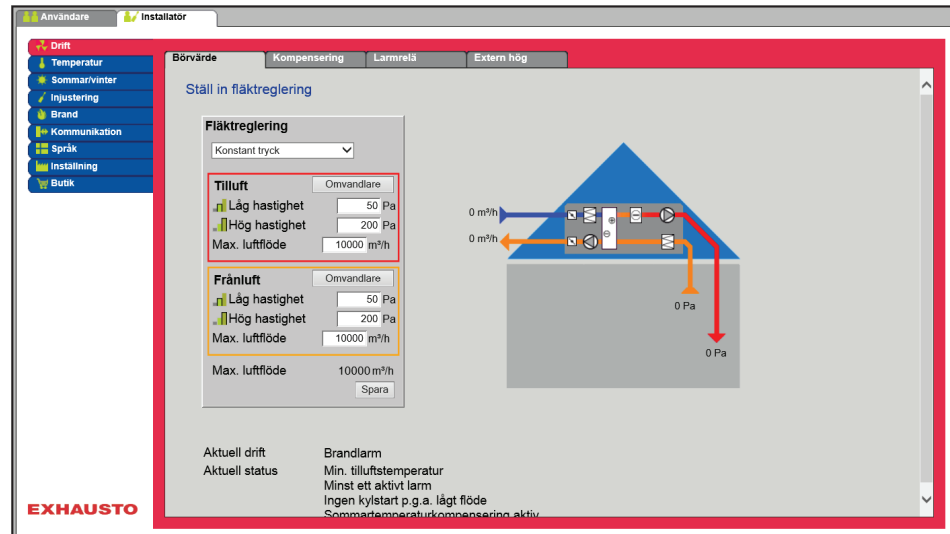 Användare Installatör
Drift
Temperatur
Sommar/vinter
Injustering
Brand
Kommunikation
Språk
Inställning
Butik
EXHAUSTO
Börvärde Kompensering Larmrelä Extern hög
Ställ in fläktreglering
Fläktreglering
Konstant tryck
Tilluft Omvandlare
Låg hastighet 50 Pa
Hög hastighet 200 Pa
Max. luftflöde 10000 m³/h
Frånluft Omvandlare
Låg hastighet 50 Pa
Hög hastighet 200 Pa
Max. luftflöde 10000 m³/h
Max. luftflöde 10000 m³/h
Spara
0 m³/h
0 m³/h
0 Pa
0 Pa
Aktuell drift Brandlarm
Aktuell status Min. tilluftstemperatur
Minst ett aktivt larm
Ingen kylstart p.g.a. lågt flöde
Sommartemperaturkompensering aktiv